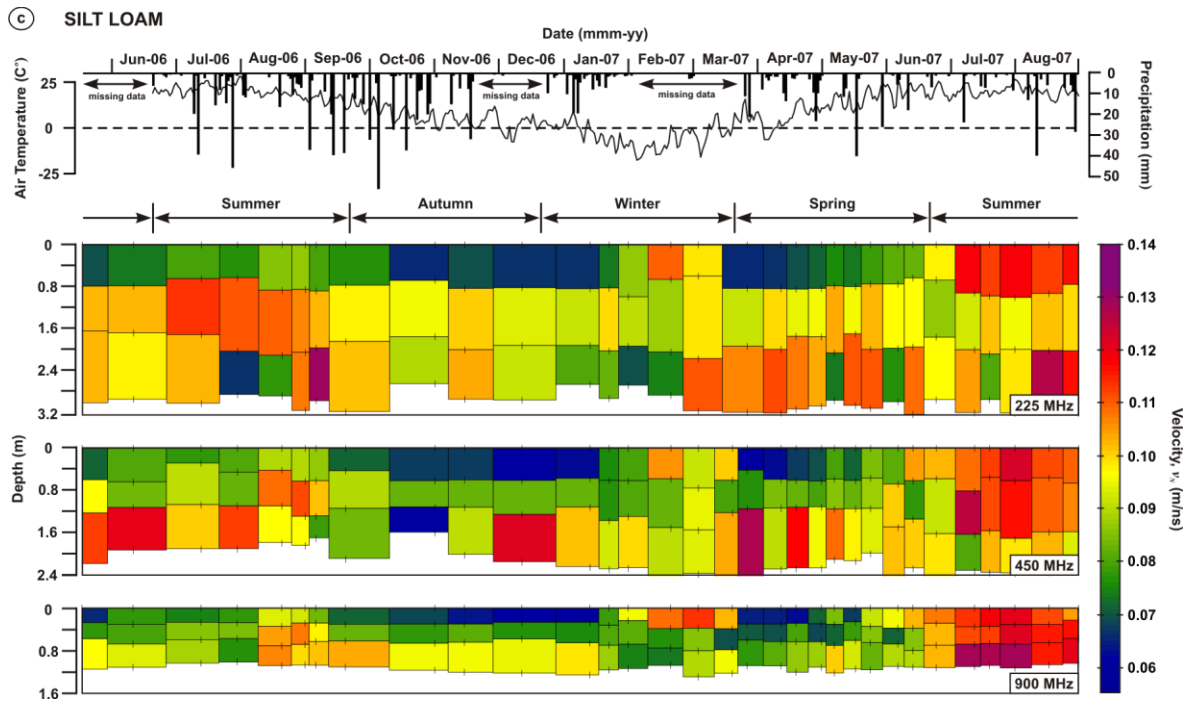 c SILT LOAM
Date (mmm-yy)
Jun-06 Jul-06 Aug-06 Sep-06 Oct-06 Nov-06 Dec-06 Jan-07 Feb-07 Mar-07 Apr-07 May-07 Jun-07 Jul-07 Aug-07
Air Temperature (C°)
25
0
-25
missing data missing data missing data
0
10
20
30
40
50
Precipitation (mm)
Summer Autumn Winter Spring Summer
Depth (m)
0
0.8
1.6
2.4
3.2
225 MHz
0
0.8
1.6
2.4
450 MHz
0
0.8
1.6
900 MHz
0.14
0.13
0.12
0.11
0.10
0.09
0.08
0.07
0.06
Velocity, vs (m/ns)